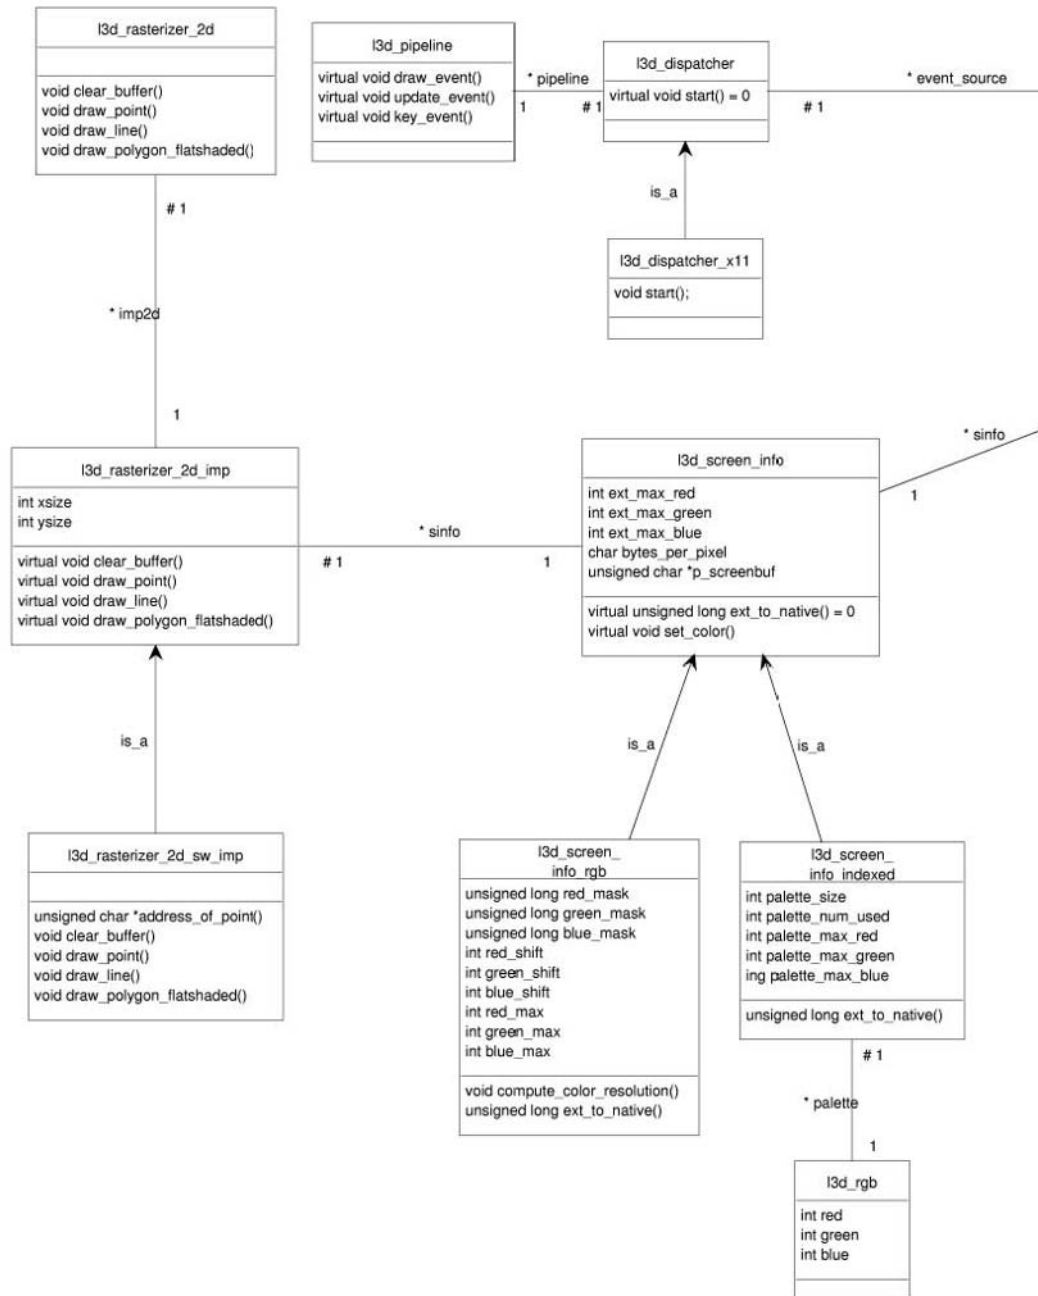 l3d_rasterizer_2d
void clear_buffer()
void draw_point()
void draw_line()
void draw_polygon_flatshaded()
l3d_pipeline
virtual void draw_event()
virtual void update_event()
virtual void key_event()
* pipeline
1
# 1
l3d_dispatcher
virtual void start() = 0
* event_source
# 1
is_a
l3d_dispatcher_x11
void start();
# 1
* imp2d
1
l3d_rasterizer_2d_imp
int xsize
int ysize
virtual void clear_buffer()
virtual void draw_point()
virtual void draw_line()
virtual void draw_polygon_flatshaded()
* sinfo
# 1
1
l3d_screen_info
int ext_max_red
int ext_max_green
int ext_max_blue
char bytes_per_pixel
unsigned char *p_screenbuf
virtual unsigned long ext_to_native() = 0
virtual void set_color()
* sinfo
1
is_a
is_a
is_a
l3d_rasterizer_2d_sw_imp
unsigned char *address_of_point()
void clear_buffer()
void draw_point()
void draw_line()
void draw_polygon_flatshaded()
l3d_screen_
info_rgb
unsigned long red_mask
unsigned long green_mask
unsigned long blue_mask
int red_shift
int green_shift
int blue_shift
int red_max
int green_max
int blue_max
void compute_color_resolution()
unsigned long ext_to_native()
l3d_screen_
info_indexed
int palette_size
int palette_num_used
int palette_max_red
int palette_max_green
ing palette_max_blue
unsigned long ext_to_native()
# 1
* palette
1
l3d_rgb
int red
int green
int blue